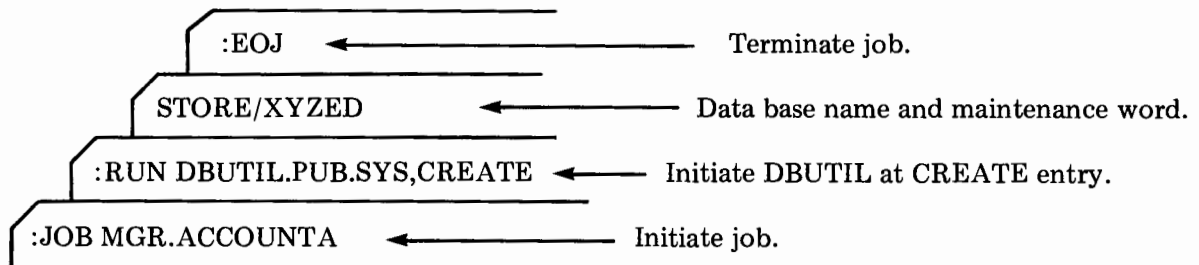 :EOJ Terminate job.
STORE/XYZED Data base name and maintenance word.
:RUN DBUTIL.PUB.SYS,CREATE Initiate DBUTIL at CREATE entry.
:JOB MGR.ACCOUNTA Initiate job.